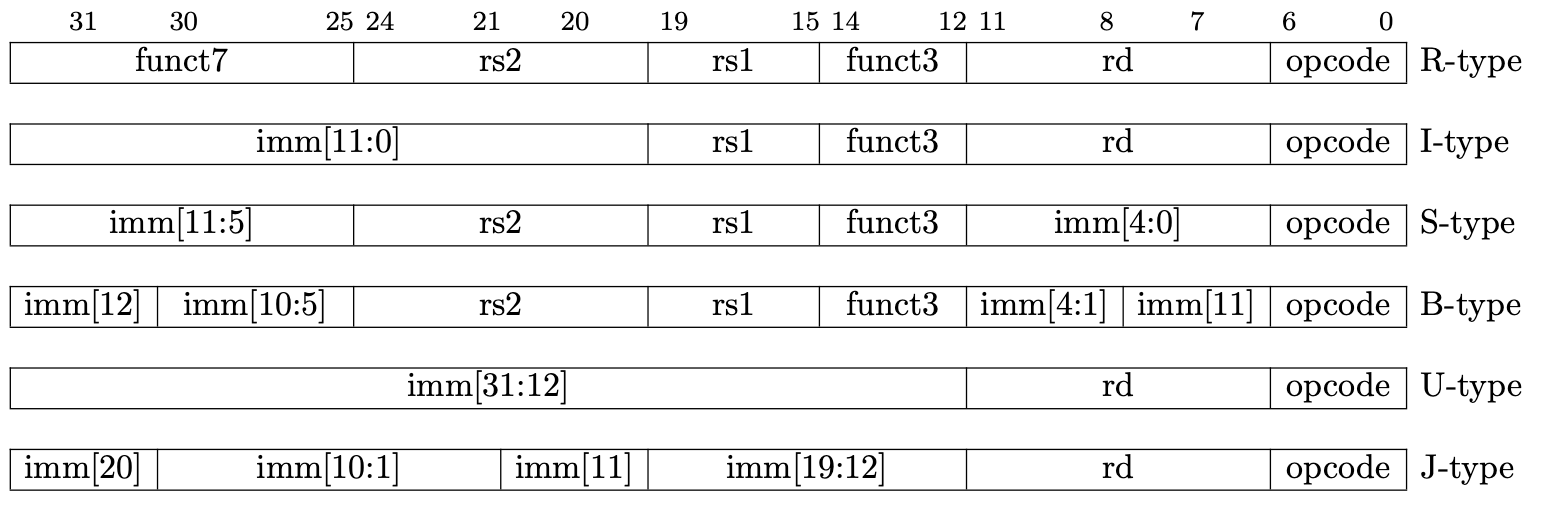 31 30 25 24 21 20 19 15 14 12 11 8 7 6 0
funct7 rs2 rs1 funct3 rd opcode R-type
imm[11:0] rs1 funct3 rd opcode I-type
imm[11:5] rs2 rs1 funct3 imm[4:0] opcode S-type
imm[12] imm[10:5] rs2 rs1 funct3 imm[4:1] imm[11] opcode B-type
imm[31:12] rd opcode U-type
imm[20] imm[10:1] imm[11] imm[19:12] rd opcode J-type